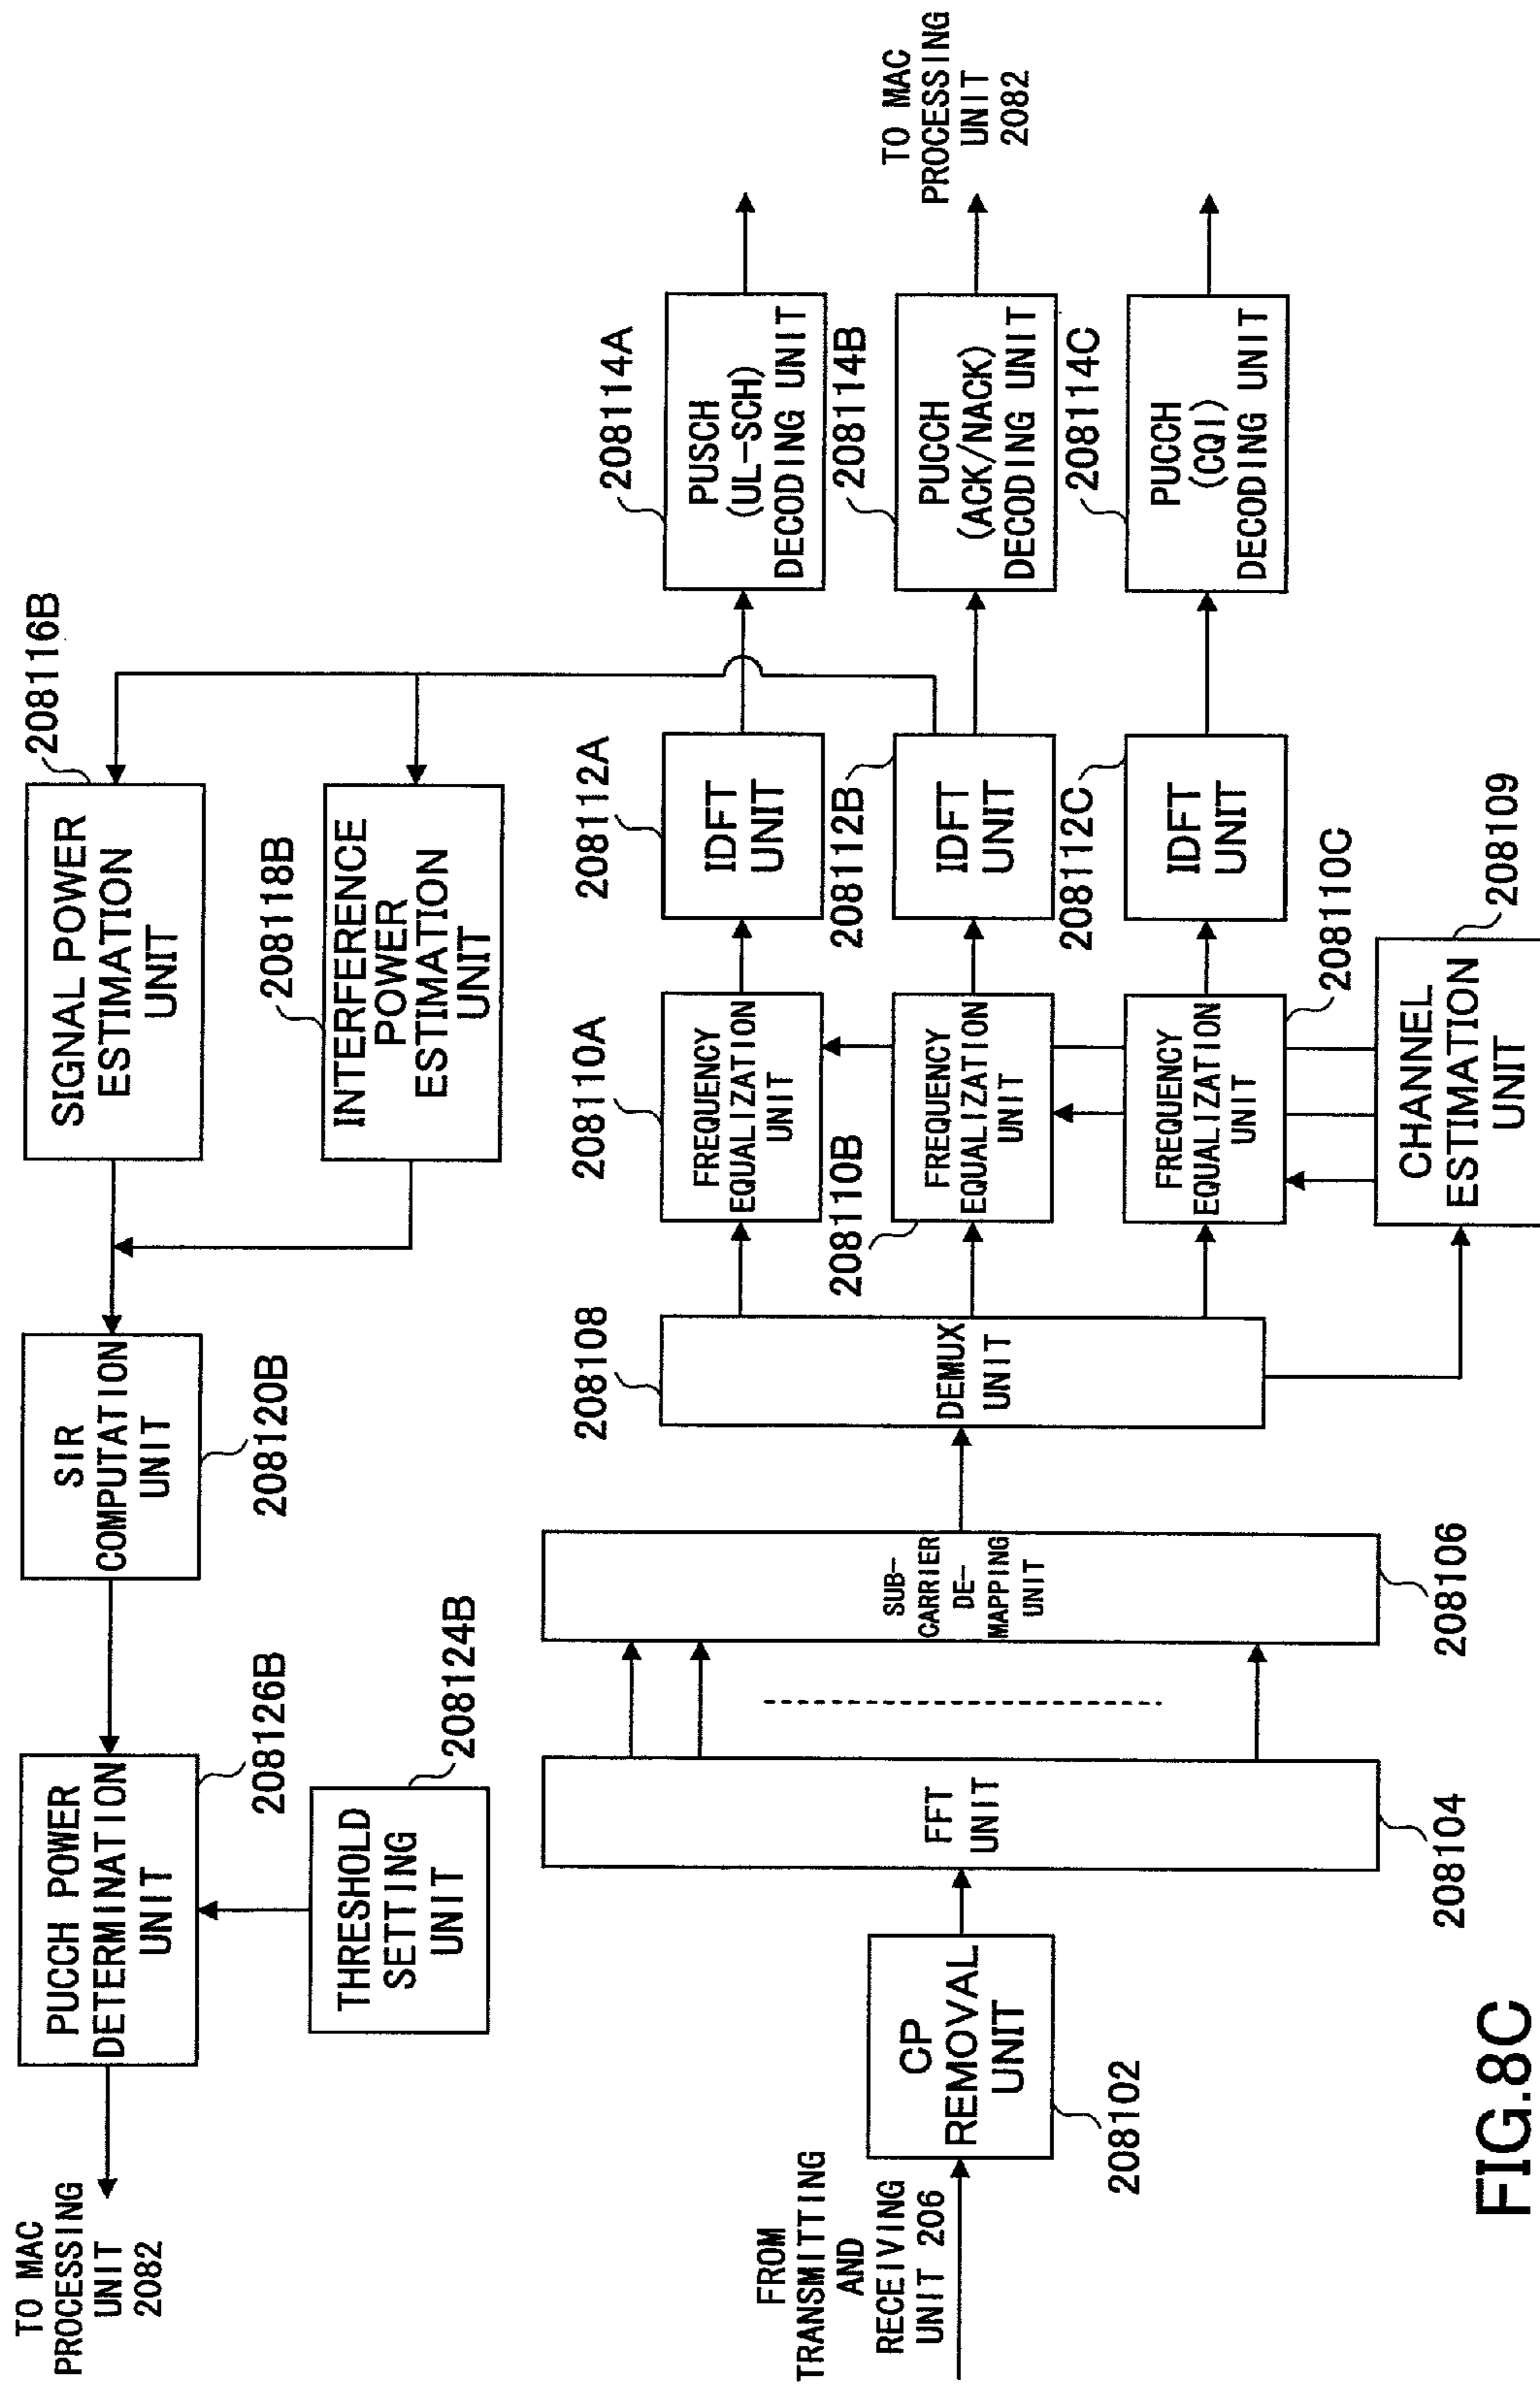 TO MAC
PROCESSING
UNIT
2082
PUCCH POWER
DETERMINATION
UNIT
208126B
THRESHOLD
SETTING
UNIT
208124B
SIR
COMPUTATION
UNIT
208120B
SIGNAL POWER
ESTIMATION
UNIT
208116B
INTERFERENCE
POWER
ESTIMATION
UNIT
208118B
FROM
TRANSMITTING
AND
RECEIVING
UNIT 206
CP
REMOVAL
UNIT
208102
FFT
UNIT
208104
SUB-
CARRIER
DE-
MAPPING
UNIT
208106
DEMUX
UNIT
208108
FREQUENCY
EQUALIZATION
UNIT
208110A
FREQUENCY
EQUALIZATION
UNIT
208110B
FREQUENCY
EQUALIZATION
UNIT
208110C
CHANNEL
ESTIMATION
UNIT
208109
IDFT
UNIT
208112A
IDFT
UNIT
208112B
IDFT
UNIT
208112C
PUSCH
(UL-SCH)
DECODING UNIT
208114A
PUCCH
(ACK/NACK)
DECODING UNIT
208114B
PUCCH
(CQI)
DECODING UNIT
208114C
TO MAC
PROCESSING
UNIT
2082
FIG.8C